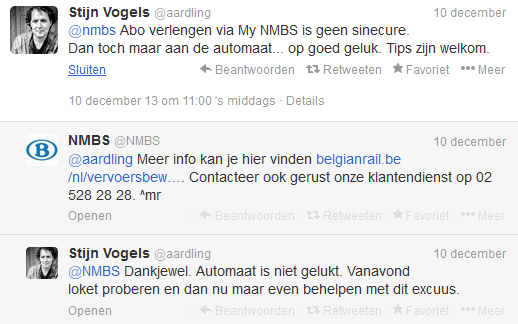 Stijn Vogels @aardling 10 december
@nmbs Abo verlengen via My NMBS is geen sinecure.
Dan toch maar aan de automaat... op goed geluk. Tips zijn welkom.
Sluiten Beantwoorden Retweeten Favoriet Meer
10 december 13 om 11:00 's middags · Details
B
NMBS @NMBS 10 december
@aardling Meer info kan je hier vinden belgianrail.be
/nl/vervoersbew…. Contacteer ook gerust onze klantendienst op 02
528 28 28. ^mr
Openen Beantwoorden Retweeten Favoriet Meer
Stijn Vogels @aardling 10 december
@NMBS Dankjewel. Automaat is niet gelukt. Vanavond
loket proberen en dan nu maar even behelpen met dit excuus.
Openen Beantwoorden Retweeten Favoriet Meer